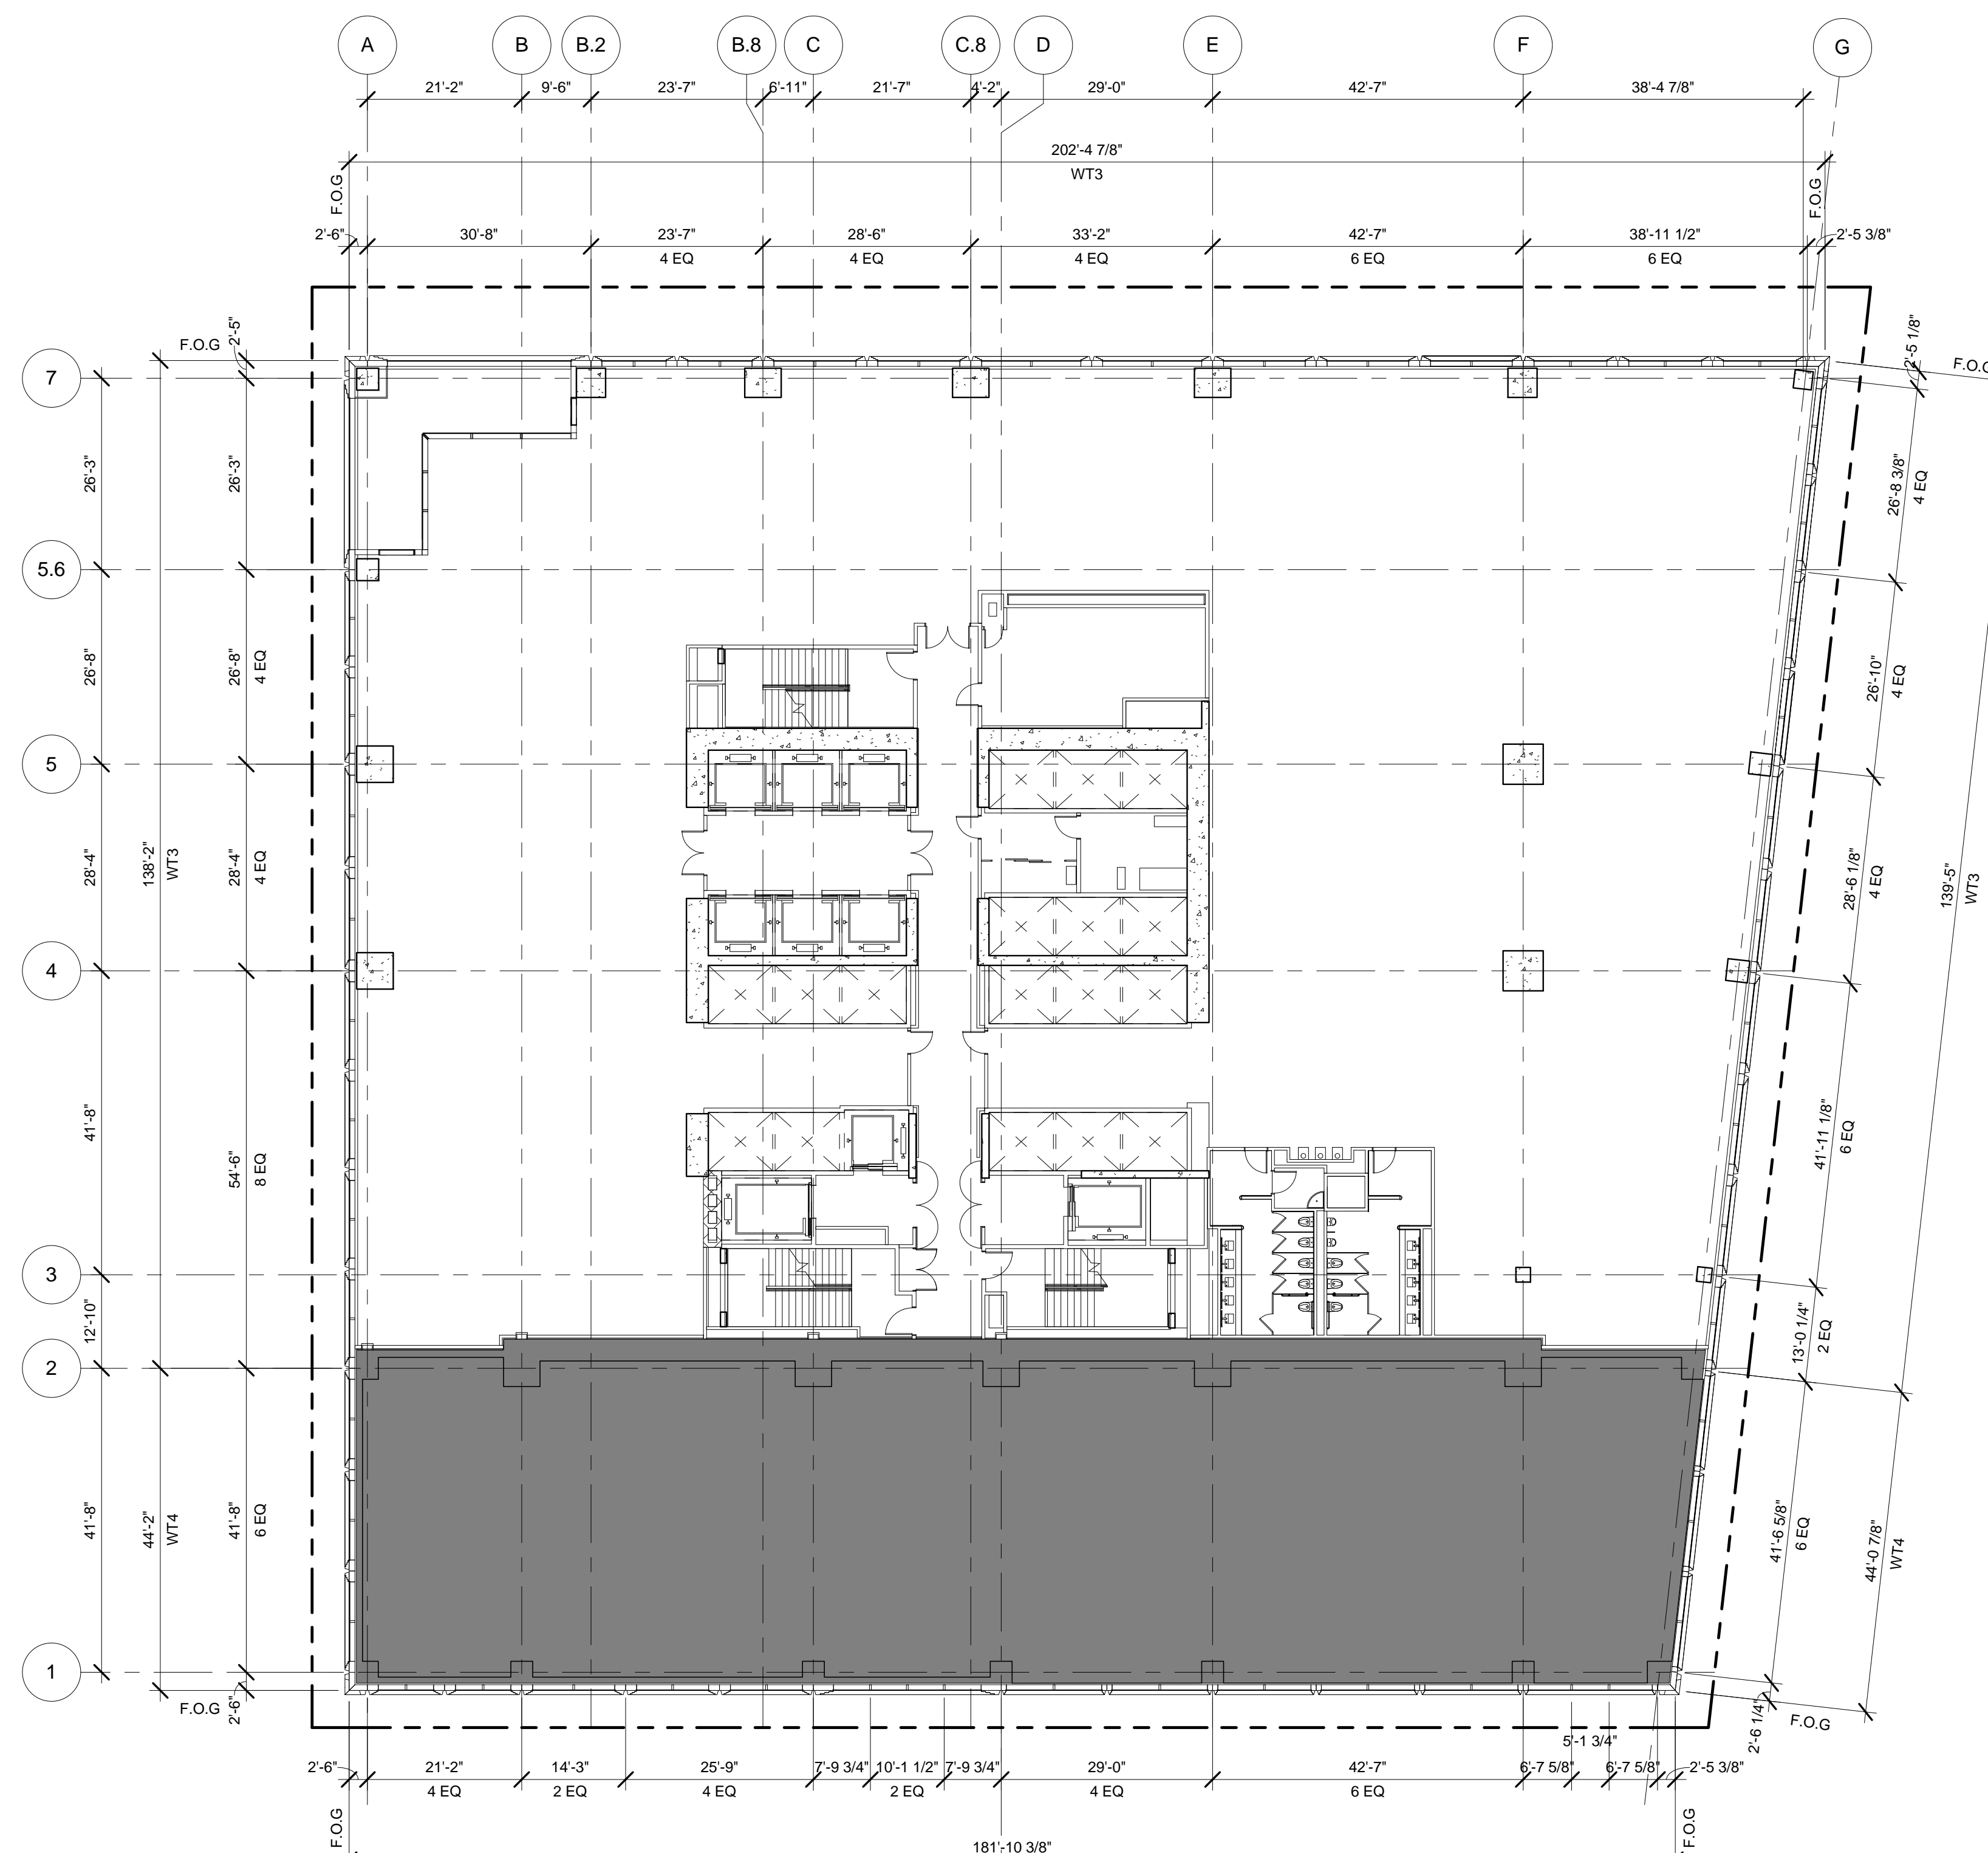 A B B.2 B.8 C C.8 D E F G
21'-2" 9'-6" 23'-7" 6'-11" 21'-7" 4'-2" 29'-0" 42'-7" 38'-4 7/8"
202'-4 7/8"
WT3
F.O.G F.O.G
2'-6" 30'-8" 23'-7" 28'-6" 33'-2" 42'-7" 38'-11 1/2" 2'-5 3/8"
4 EQ 4 EQ 4 EQ 6 EQ 6 EQ
F.O.G 2'-5"
2'-5 1/8"
F.O.G
7
26'-3" 26'-3"
26'-8 3/8"
4 EQ
5.6
26'-8" 26'-8"
4 EQ
26'-10"
4 EQ
5
28'-4" 138'-2" 28'-4"
WT3 4 EQ
28'-6 1/8"
4 EQ
139'-5"
WT3
4
41'-8" 54'-6"
8 EQ
41'-11 1/8"
6 EQ
3
12'-10"
13'-0 1/4"
2 EQ
2
41'-8" 44'-2" 41'-8"
WT4 6 EQ
41'-6 5/8"
6 EQ
44'-0 7/8"
WT4
1
F.O.G 2'-6"
2'-6 1/4"
F.O.G
5'-1 3/4"
2'-6" 21'-2" 14'-3" 25'-9" 7'-9 3/4" 10'-1 1/2" 7'-9 3/4" 29'-0" 42'-7" 6'-7 5/8" 6'-7 5/8" 2'-5 3/8"
4 EQ 2 EQ 4 EQ 2 EQ 4 EQ 6 EQ
F.O.G F.O.G
181'-10 3/8"